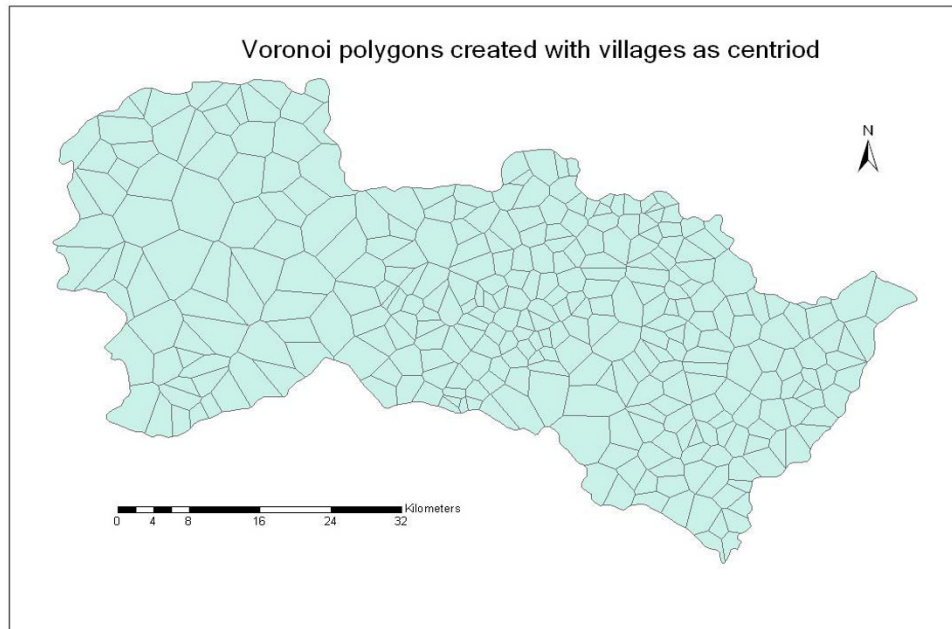 Voronoi polygons created with villages as centriod
N
Kilometers
0 4 8 16 24 32